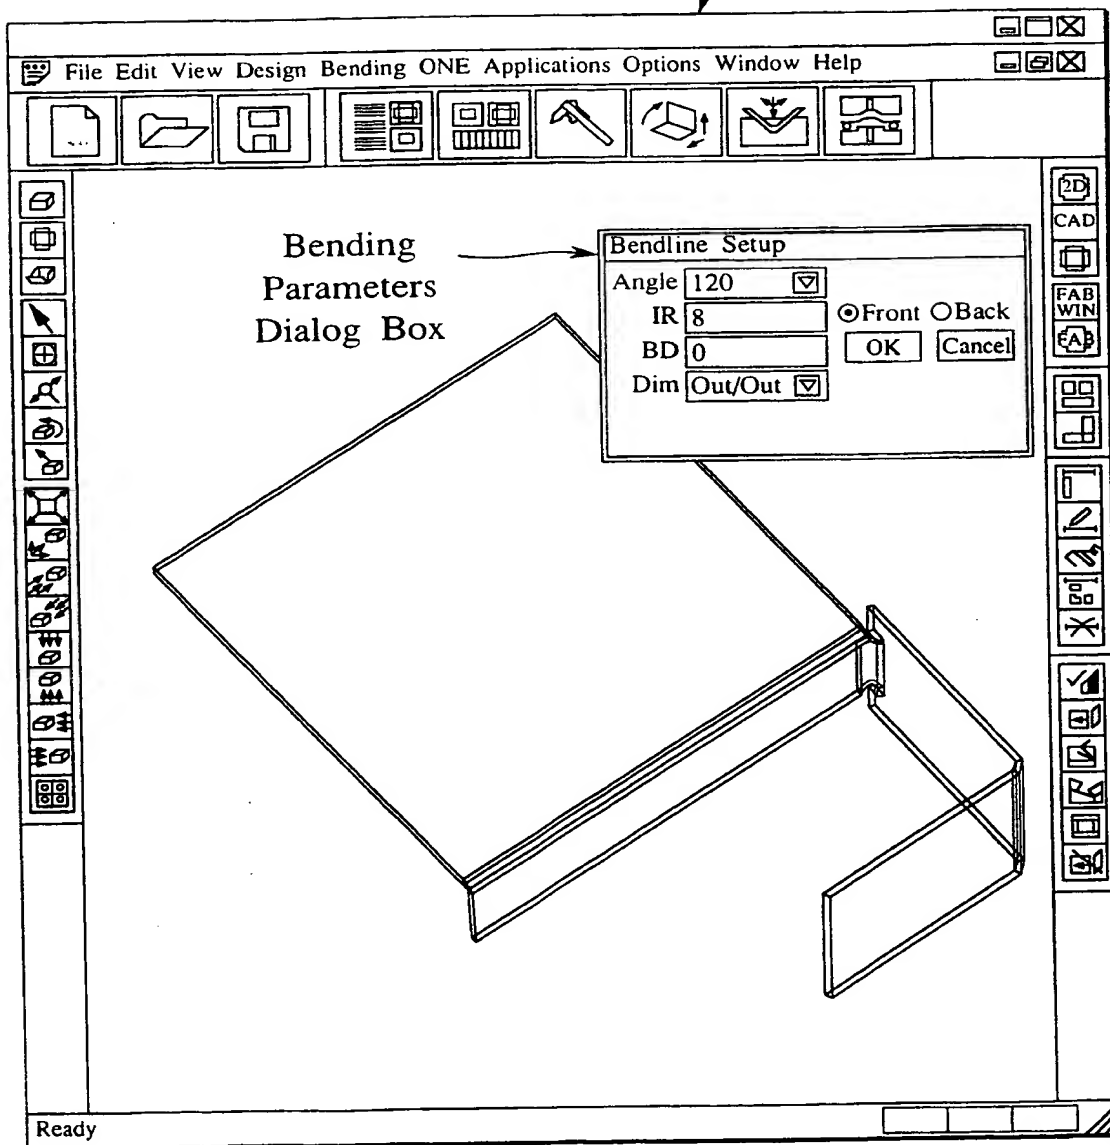 File Edit View Design Bending ONE Applications Options Window Help
2D
CAD
FAB
WIN
FAB
Bending
Parameters
Dialog Box
Bendline Setup
Angle 120
IR 8
Front Back
BD 0
OK Cancel
Dim Out/Out
Ready